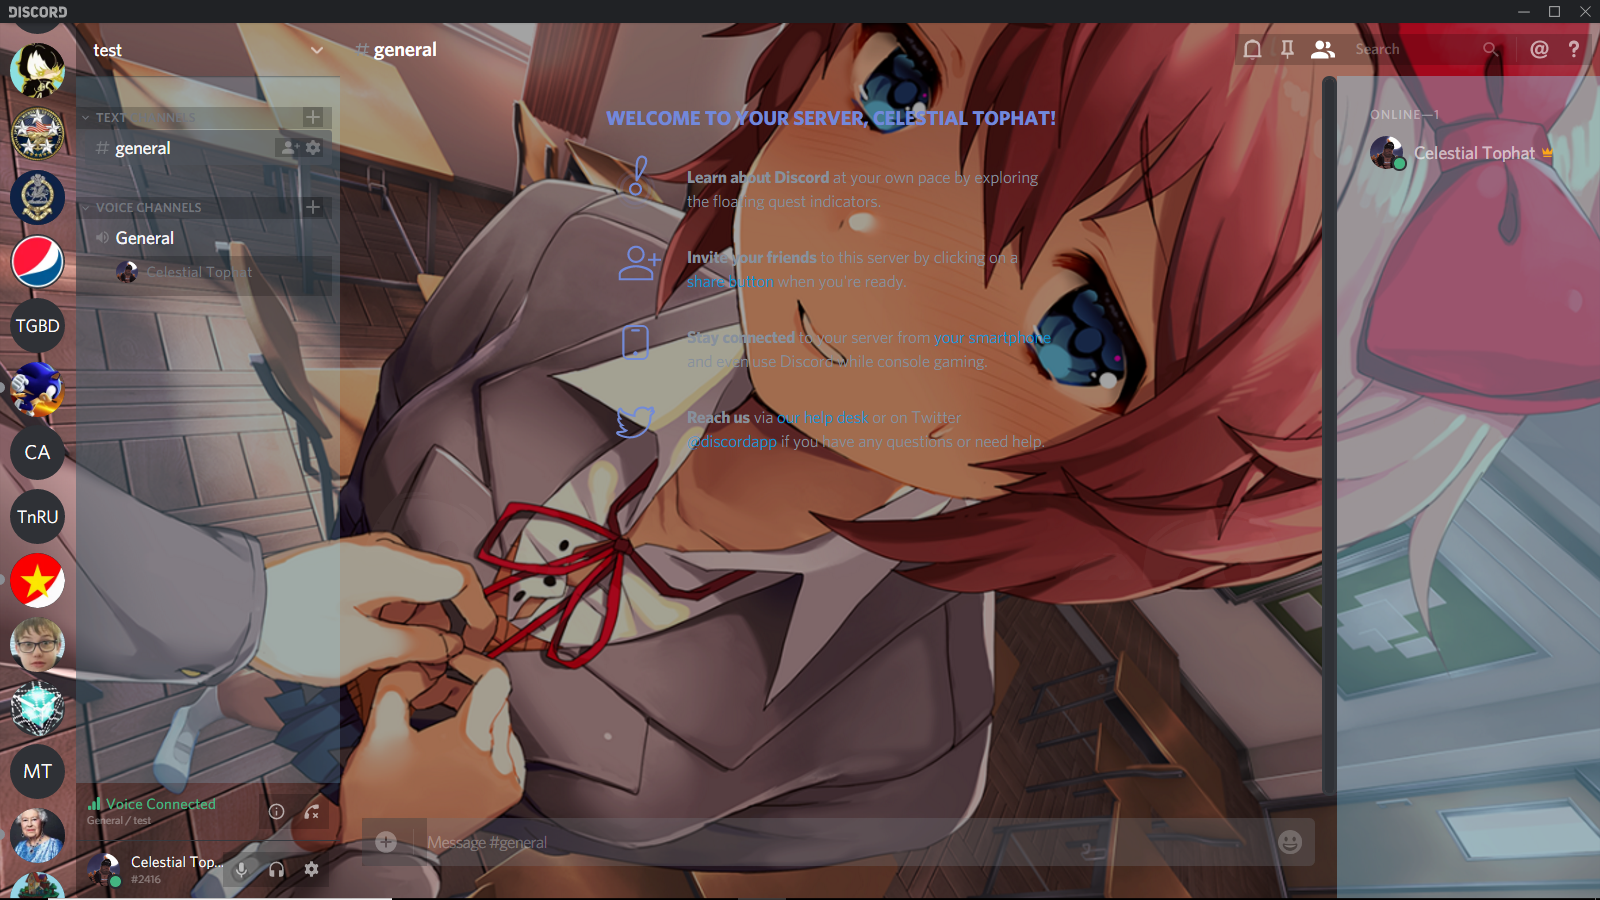 DISCORD
test
# general
Search
@ ?
TEXT CHANNELS
# general
VOICE CHANNELS
General
Celestial Tophat
TGBD
CA
TnRU
MT
Voice Connected
General / test
Celestial Top...
#2416
WELCOME TO YOUR SERVER, CELESTIAL TOPHAT!
Learn about Discord at your own pace by exploring
the floating quest indicators.
Invite your friends to this server by clicking on a
share button when you're ready.
Stay connected to your server from your smartphone
and even use Discord while console gaming.
Reach us via our help desk or on Twitter
@discordapp if you have any questions or need help.
Message #general
ONLINE—1
Celestial Tophat